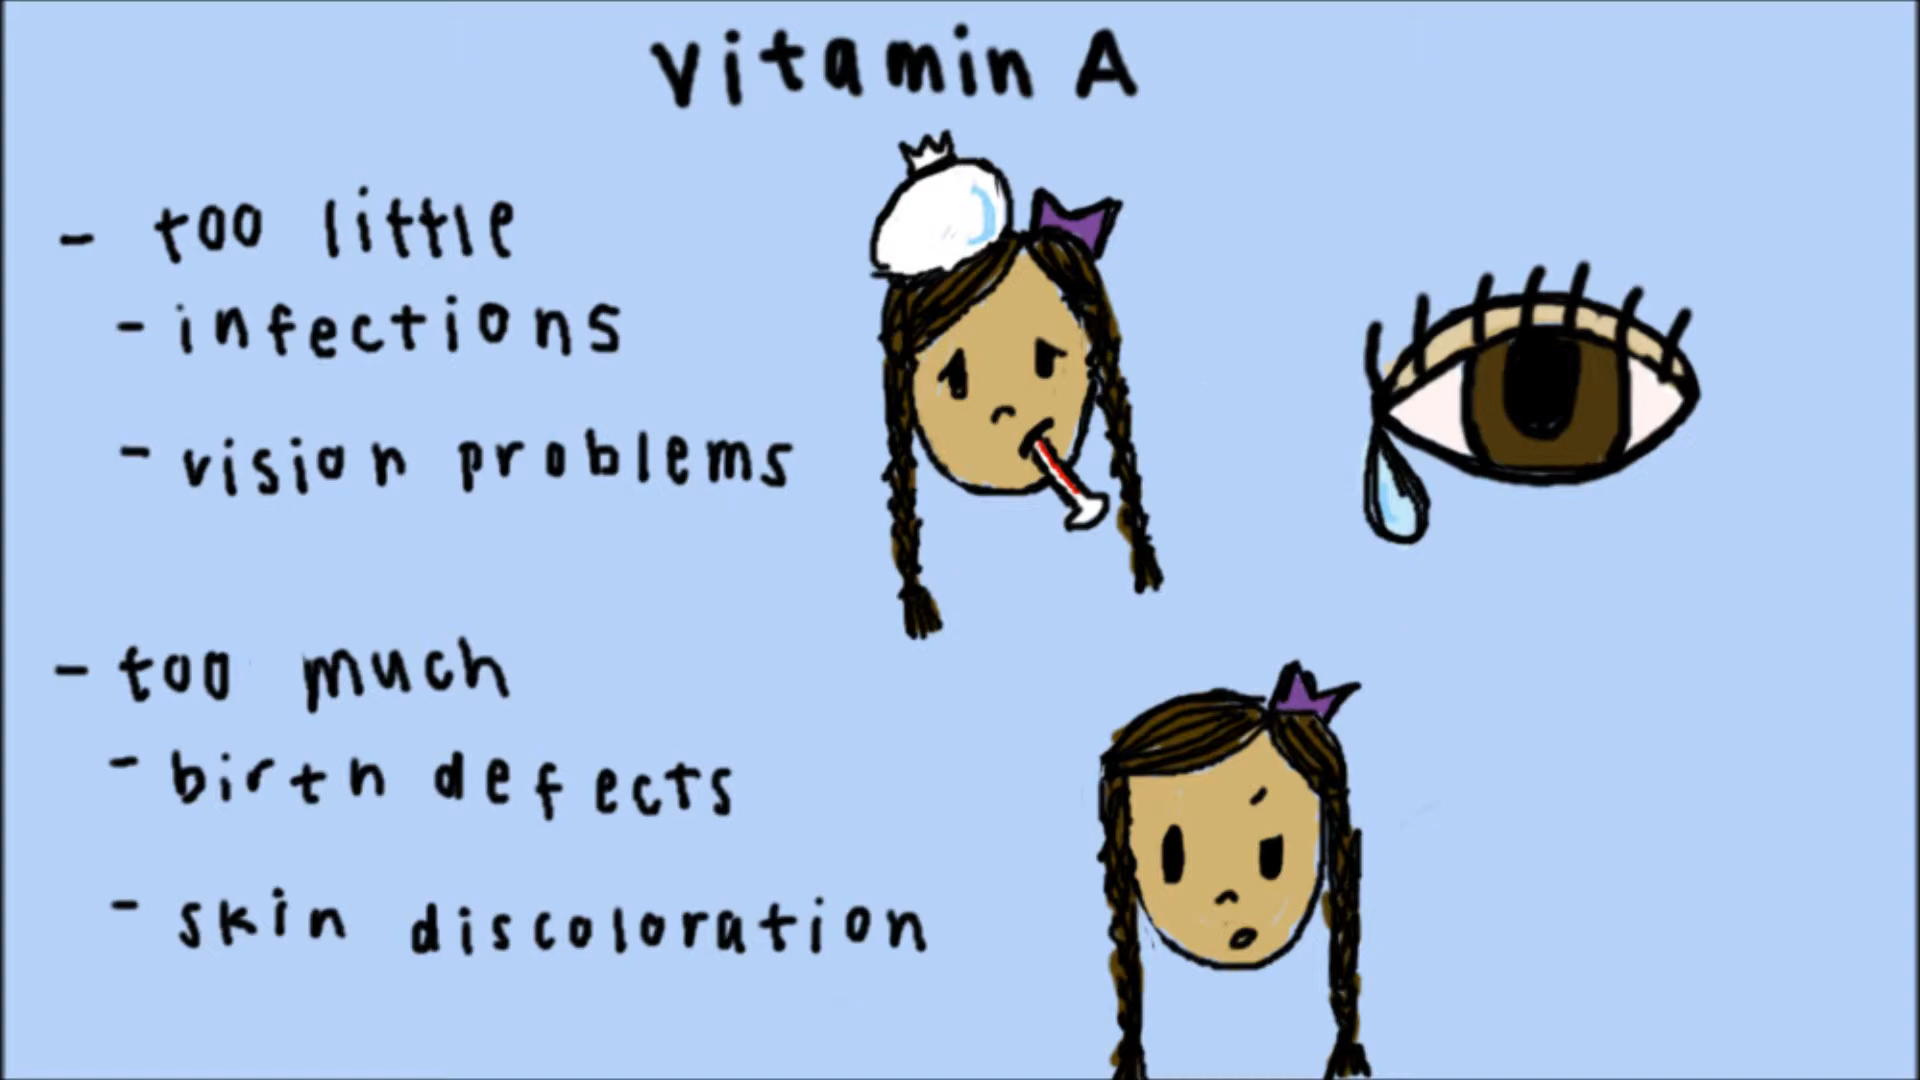 vitamin A
- too little
- infections
- vision problems
- too much
- birth defects
- skin discoloration